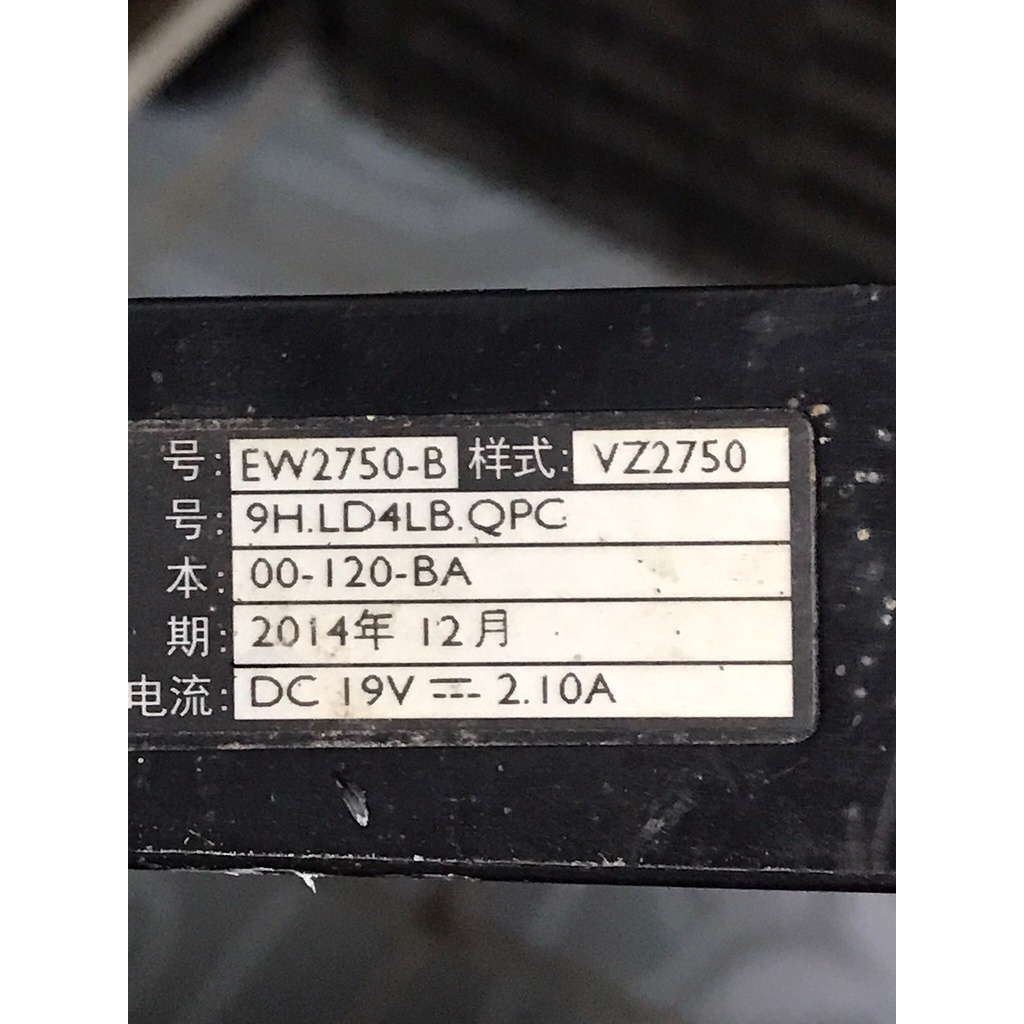 号: EW2750-B 样式: VZ2750
号: 9H.LD4LB.QPC
本: 00-120-BA
期: 2014年 12月
电流: DC 19V ⎓ 2.10A